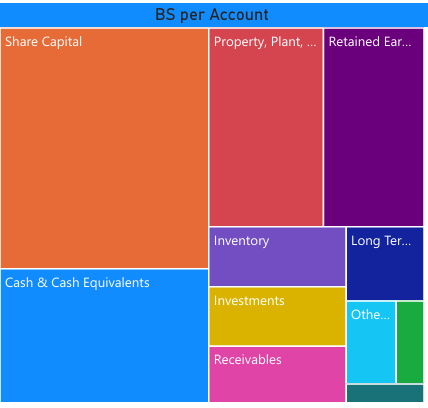 BS per Account
Share Capital
Property, Plant, ...
Retained Ear...
Inventory
Long Ter...
Cash & Cash Equivalents
Investments
Othe...
Receivables